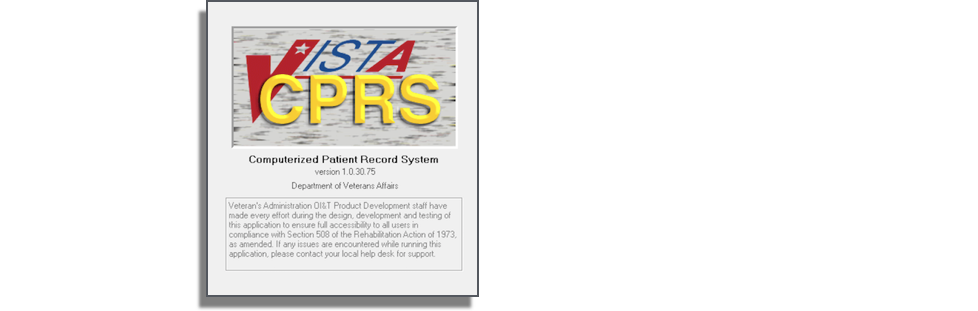 VISTA
CPRS
Computerized Patient Record System
version 1.0.30.75
Department of Veterans Affairs
Veteran's Administration OI&T Product Development staff have
made every effort during the design, development and testing of
this application to ensure full accessibility to all users in
compliance with Section 508 of the Rehabilitation Action of 1973,
as amended. If any issues are encountered while running this
application, please contact your local help desk for support.